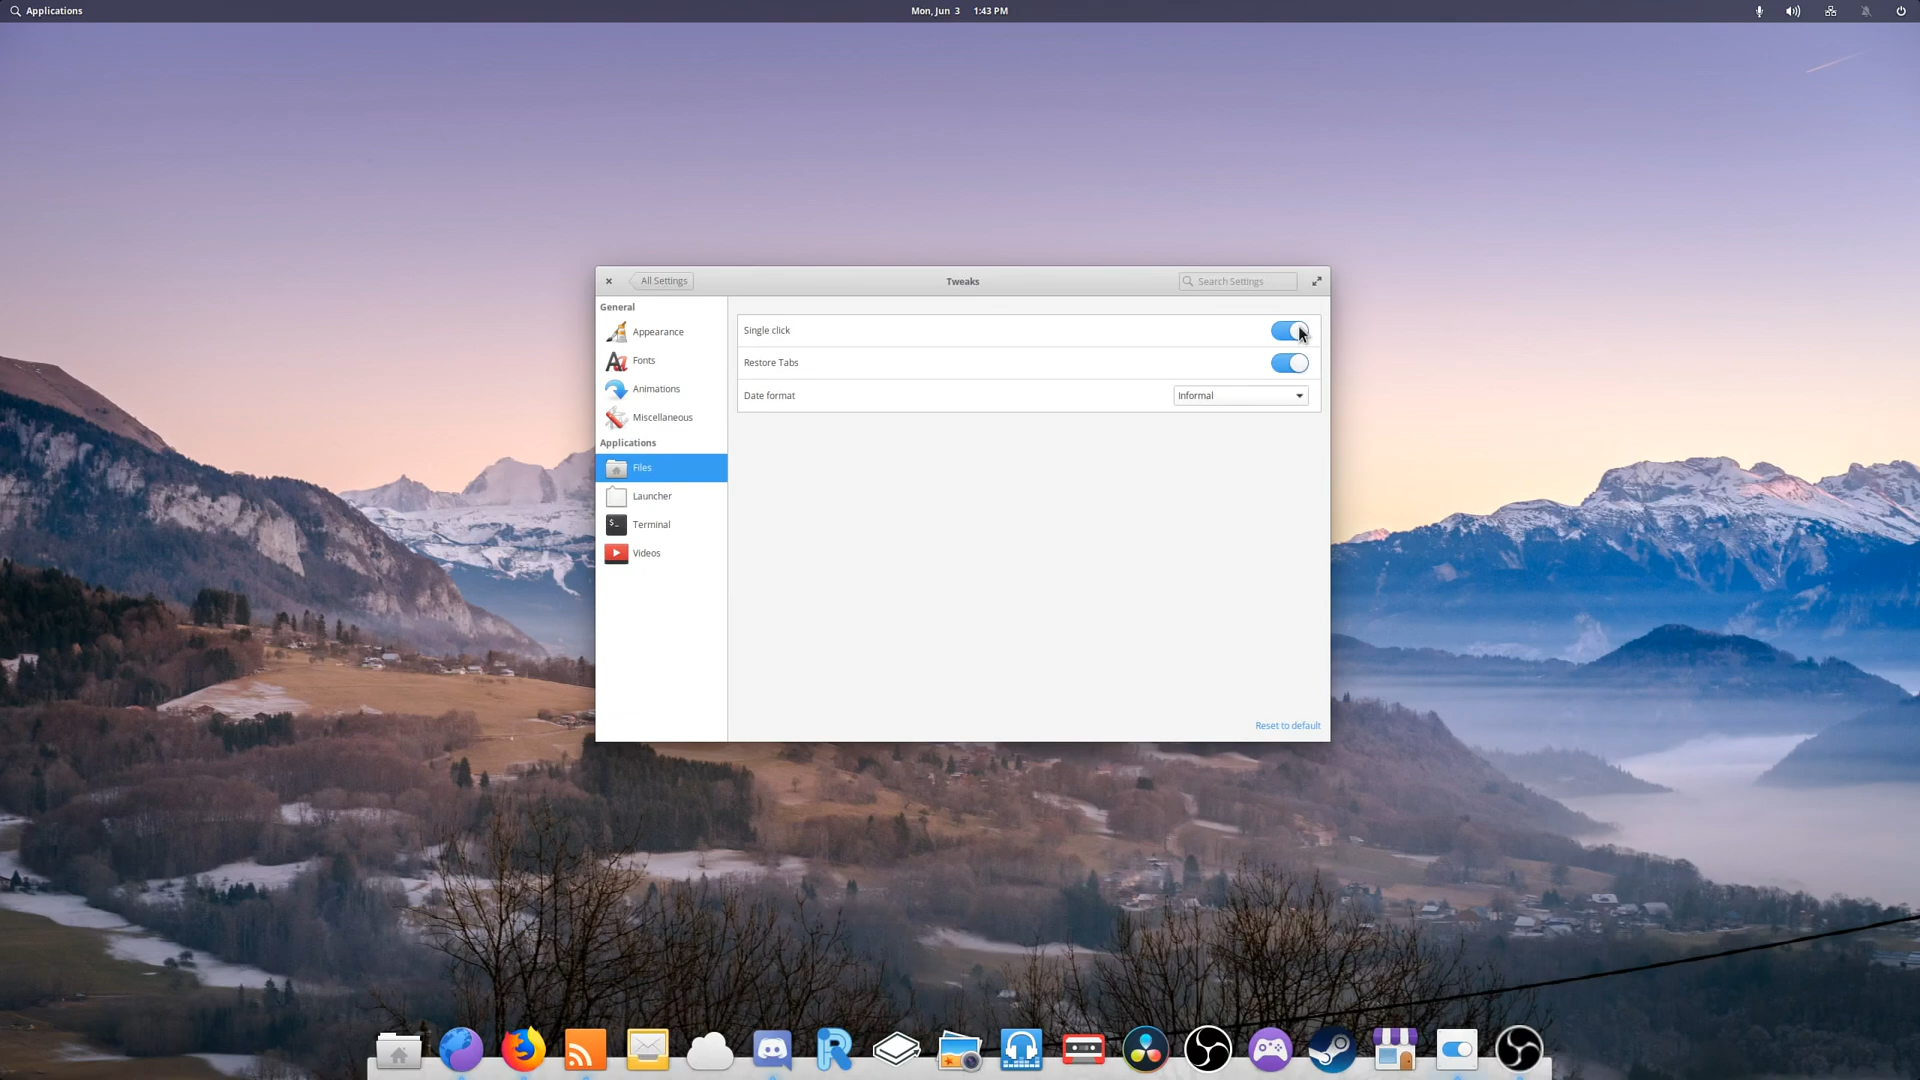 Applications
Mon, Jun 3 1:43 PM
All Settings
Tweaks
Search Settings
General
Appearance
Fonts
Animations
Miscellaneous
Applications
Files
Launcher
Terminal
Videos
Single click
Restore Tabs
Date format
Informal
Reset to default